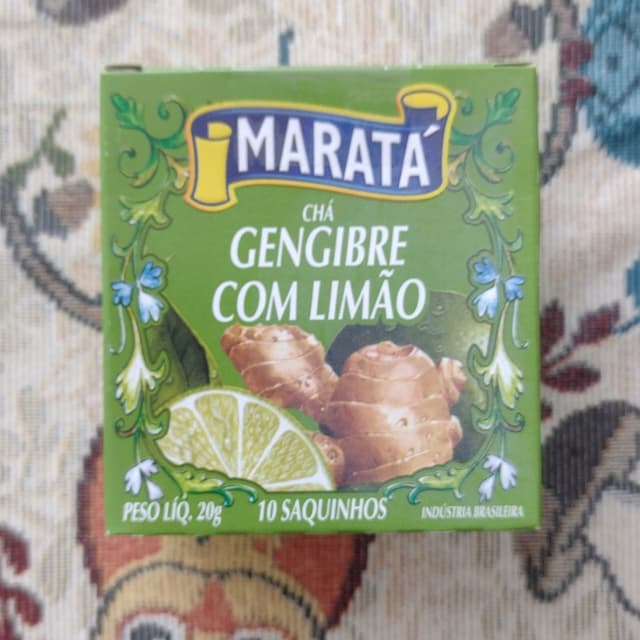 MARATÁ
CHÁ
GENGIBRE
COM LIMÃO
PESO LÍQ. 20g 10 SAQUINHOS INDÚSTRIA BRASILEIRA